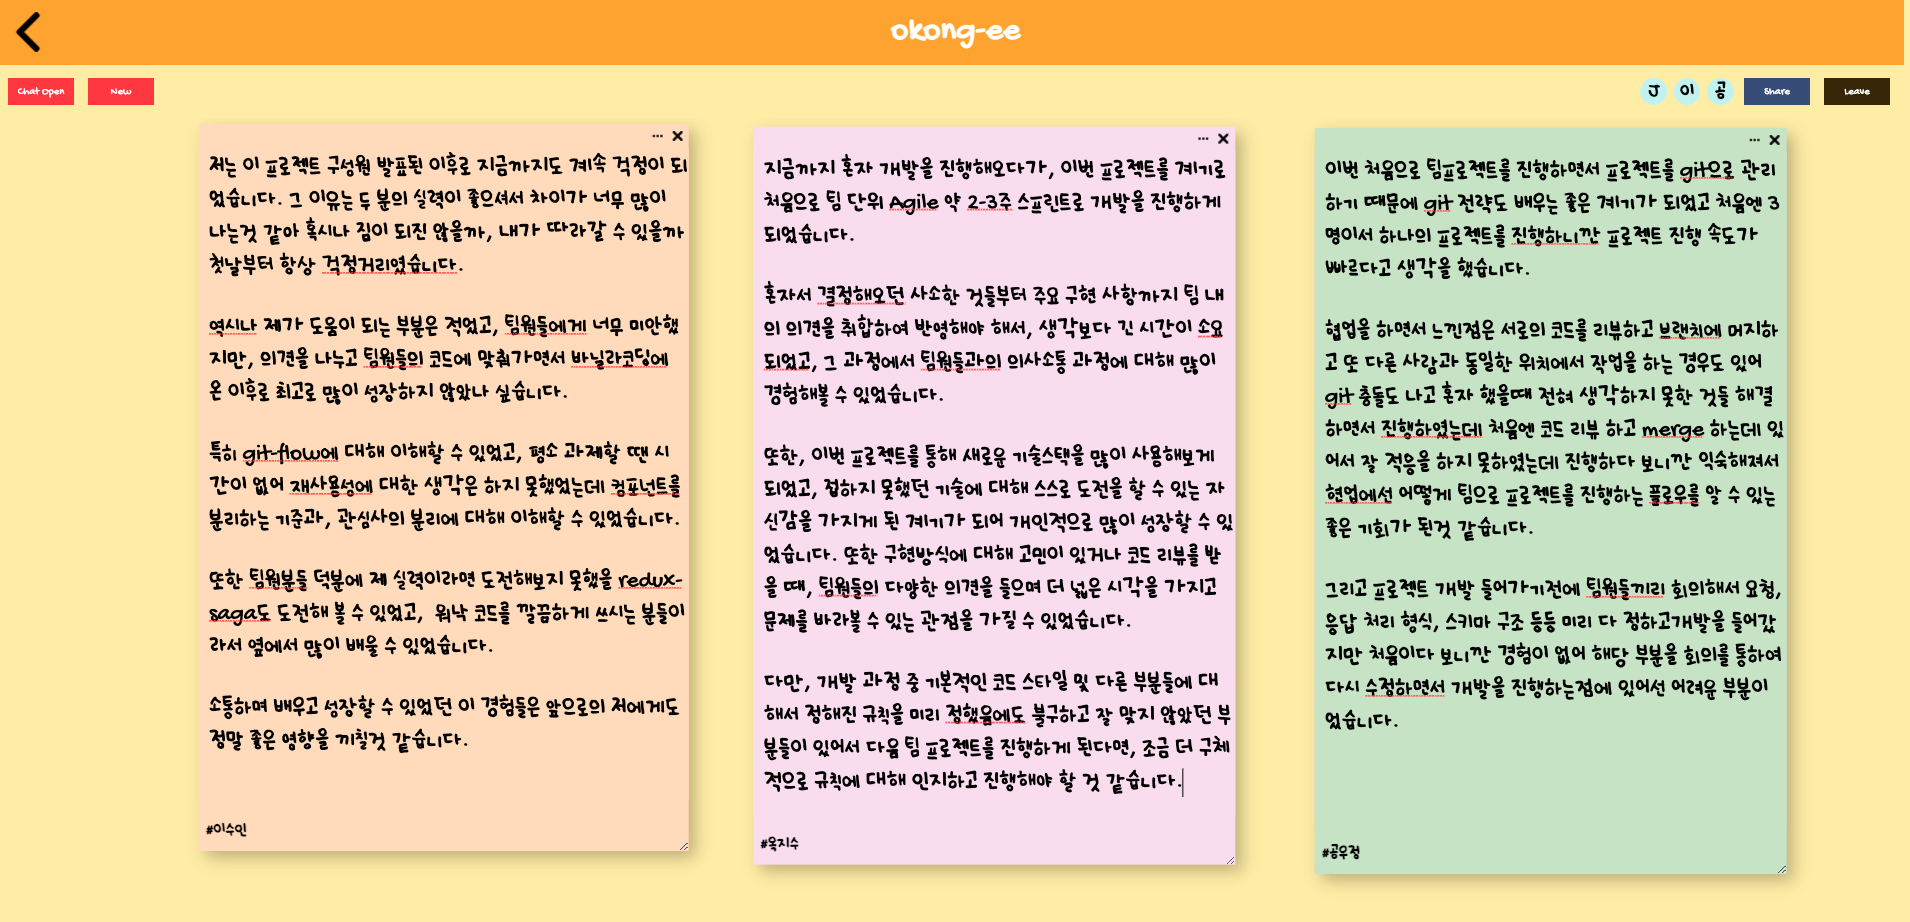 okong-ee
Chat Open
New
J
이
공
Share
Leave
저는 이 프로젝트 구성원 발표된 이후로 지금까지도 계속 걱정이 되
었습니다. 그 이유는 두 분의 실력이 좋으셔서 차이가 너무 많이
나는것 같아 혹시나 짐이 되진 않을까, 내가 따라갈 수 있을까
첫날부터 항상 걱정거리였습니다.
역시나 제가 도움이 되는 부분은 적었고, 팀원들에게 너무 미안했
지만, 의견을 나누고 팀원들의 코드에 맞춰가면서 바닐라코딩에
온 이후로 최고로 많이 성장하지 않았나 싶습니다.
특히 git-flow에 대해 이해할 수 있었고, 평소 과제할 땐 시
간이 없어 재사용성에 대한 생각은 하지 못했었는데 컴포넌트를
분리하는 기준과, 관심사의 분리에 대해 이해할 수 있었습니다.
또한 팀원분들 덕분에 제 실력이라면 도전해보지 못했을 redux-
saga도 도전해 볼 수 있었고, 워낙 코드를 깔끔하게 쓰시는 분들이
라서 옆에서 많이 배울 수 있었습니다.
소통하며 배우고 성장할 수 있었던 이 경험들은 앞으로의 저에게도
정말 좋은 영향을 끼칠것 같습니다.
#이수인
지금까지 혼자 개발을 진행해오다가, 이번 프로젝트를 계기로
처음으로 팀 단위 Agile 약 2-3주 스프린트로 개발을 진행하게
되었습니다.
혼자서 결정해오던 사소한 것들부터 주요 구현 사항까지 팀 내
의 의견을 취합하여 반영해야 해서, 생각보다 긴 시간이 소요
되었고, 그 과정에서 팀원들과의 의사소통 과정에 대해 많이
경험해볼 수 있었습니다.
또한, 이번 프로젝트를 통해 새로운 기술스택을 많이 사용해보게
되었고, 접하지 못했던 기술에 대해 스스로 도전을 할 수 있는 자
신감을 가지게 된 계기가 되어 개인적으로 많이 성장할 수 있
었습니다. 또한 구현방식에 대해 고민이 있거나 코드 리뷰를 받
을 때, 팀원들의 다양한 의견을 들으며 더 넓은 시각을 가지고
문제를 바라볼 수 있는 관점을 가질 수 있었습니다.
다만, 개발 과정 중 기본적인 코드 스타일 및 다른 부분들에 대
해서 정해진 규칙을 미리 정했음에도 불구하고 잘 맞지 않았던 부
분들이 있어서 다음 팀 프로젝트를 진행하게 된다면, 조금 더 구체
적으로 규칙에 대해 인지하고 진행해야 할 것 같습니다.
#옥지수
이번 처음으로 팀프로젝트를 진행하면서 프로젝트를 git으로 관리
하기 때문에 git 전략도 배우는 좋은 계기가 되었고 처음엔 3
명이서 하나의 프로젝트를 진행하니깐 프로젝트 진행 속도가
빠르다고 생각을 했습니다.
협업을 하면서 느낀점은 서로의 코드를 리뷰하고 브랜치에 머지하
고 또 다른 사람과 동일한 위치에서 작업을 하는 경우도 있어
git 충돌도 나고 혼자 했을때 전혀 생각하지 못한 것들 해결
하면서 진행하였는데 처음엔 코드 리뷰 하고 merge 하는데 있
어서 잘 적응을 하지 못하였는데 진행하다 보니깐 익숙해져서
현업에선 어떻게 팀으로 프로젝트를 진행하는 플로우를 알 수 있는
좋은 기회가 된것 같습니다.
그리고 프로젝트 개발 들어가기전에 팀원들끼리 회의해서 요청,
응답 처리 형식, 스키마 구조 등등 미리 다 정하고개발을 들어갔
지만 처음이다 보니깐 경험이 없어 해당 부분을 회의를 통하여
다시 수정하면서 개발을 진행하는점에 있어선 어려운 부분이
었습니다.
#공우정